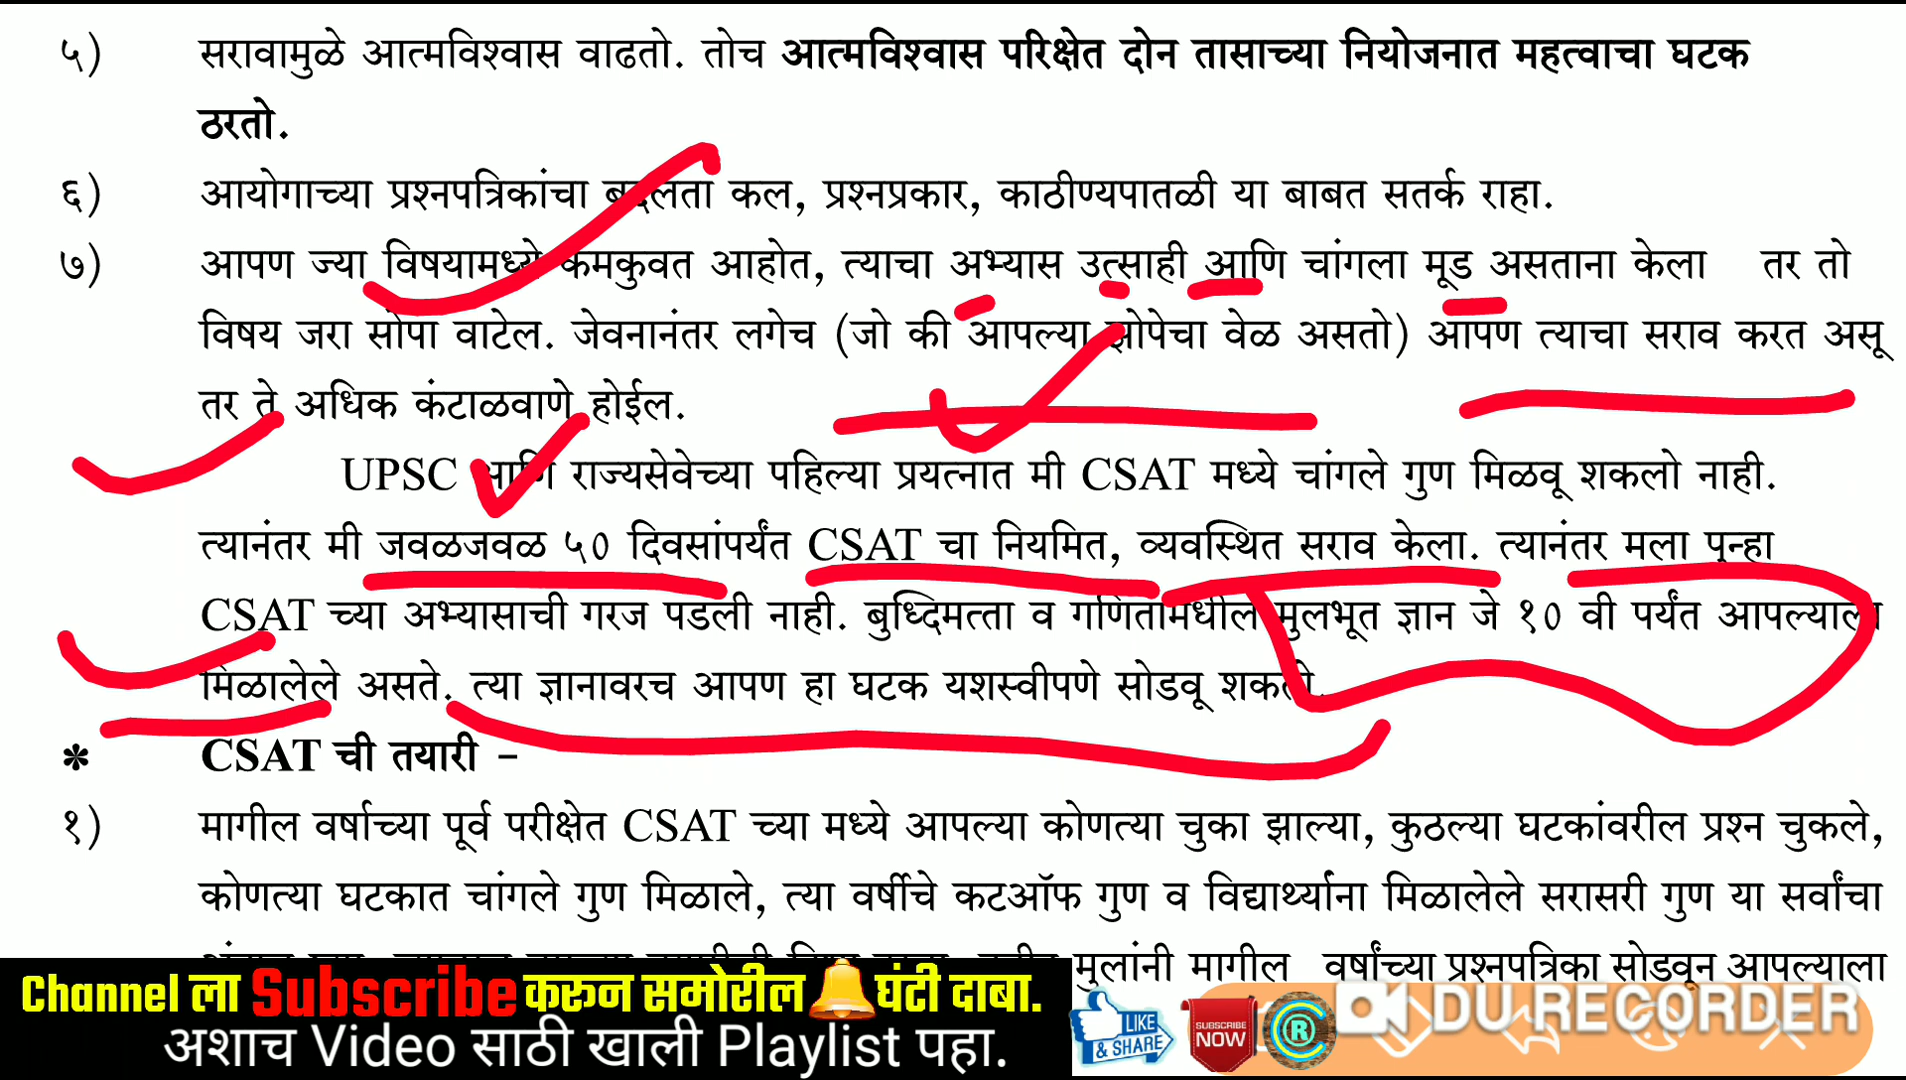 ५) सरावामुळे आत्मविश्वास वाढतो. तोच आत्मविश्वास परिक्षेत दोन तासाच्या नियोजनात महत्वाचा घटक
ठरतो.
६) आयोगाच्या प्रश्नपत्रिकांचा बदलता कल, प्रश्नप्रकार, काठीण्यपातळी या बाबत सतर्क राहा.
७) आपण ज्या विषयामध्ये कमकुवत आहोत, त्याचा अभ्यास उत्साही आणि चांगला मूड असताना केला तर तो
विषय जरा सोपा वाटेल. जेवनानंतर लगेच (जो की आपल्या झोपेचा वेळ असतो) आपण त्याचा सराव करत असू
तर ते अधिक कंटाळवाणे होईल.
UPSC आणि राज्यसेवेच्या पहिल्या प्रयत्नात मी CSAT मध्ये चांगले गुण मिळवू शकलो नाही.
त्यानंतर मी जवळजवळ ५० दिवसांपर्यंत CSAT चा नियमित, व्यवस्थित सराव केला. त्यानंतर मला पुन्हा
CSAT च्या अभ्यासाची गरज पडली नाही. बुध्दिमत्ता व गणितामधील मुलभूत ज्ञान जे १० वी पर्यंत आपल्याला
मिळालेले असते. त्या ज्ञानावरच आपण हा घटक यशस्वीपणे सोडवू शकतो.
* CSAT ची तयारी -
१) मागील वर्षाच्या पूर्व परीक्षेत CSAT च्या मध्ये आपल्या कोणत्या चुका झाल्या, कुठल्या घटकांवरील प्रश्न चुकले,
कोणत्या घटकात चांगले गुण मिळाले, त्या वर्षीचे कटऑफ गुण व विद्यार्थ्यांना मिळालेले सरासरी गुण या सर्वांचा
मुलांनी मागील वर्षांच्या प्रश्नपत्रिका सोडवून आपल्याला
Channel ला Subscribe करून समोरील घंटी दाबा.
अशाच Video साठी खाली Playlist पहा.
LIKE
& SHARE
SUBSCRIBE
NOW
R
DU RECORDER